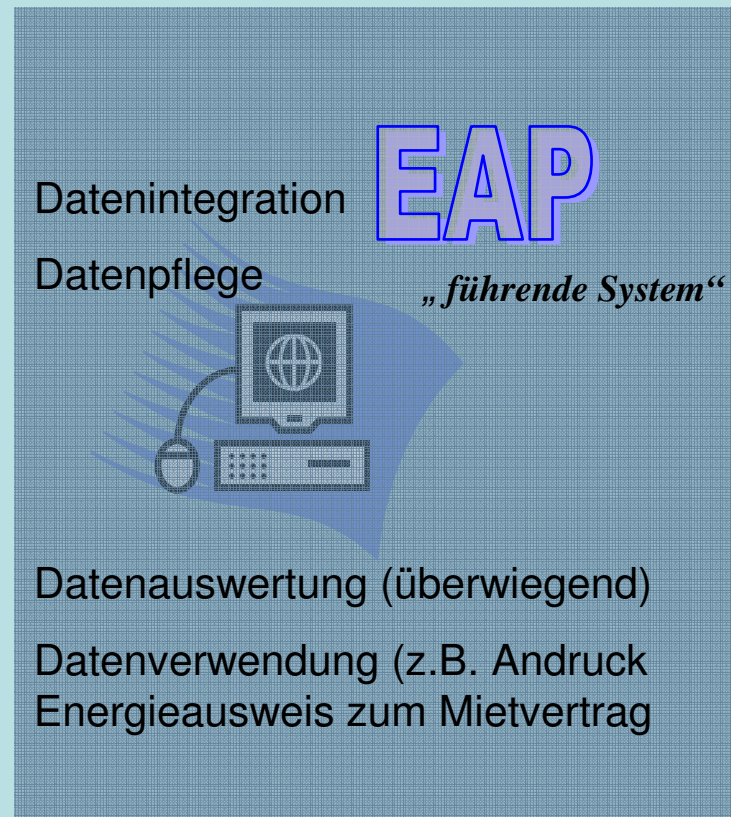 EAP
Datenintegration
Datenpflege
„führende System“
Datenauswertung (überwiegend)
Datenverwendung (z.B. Andruck
Energieausweis zum Mietvertrag